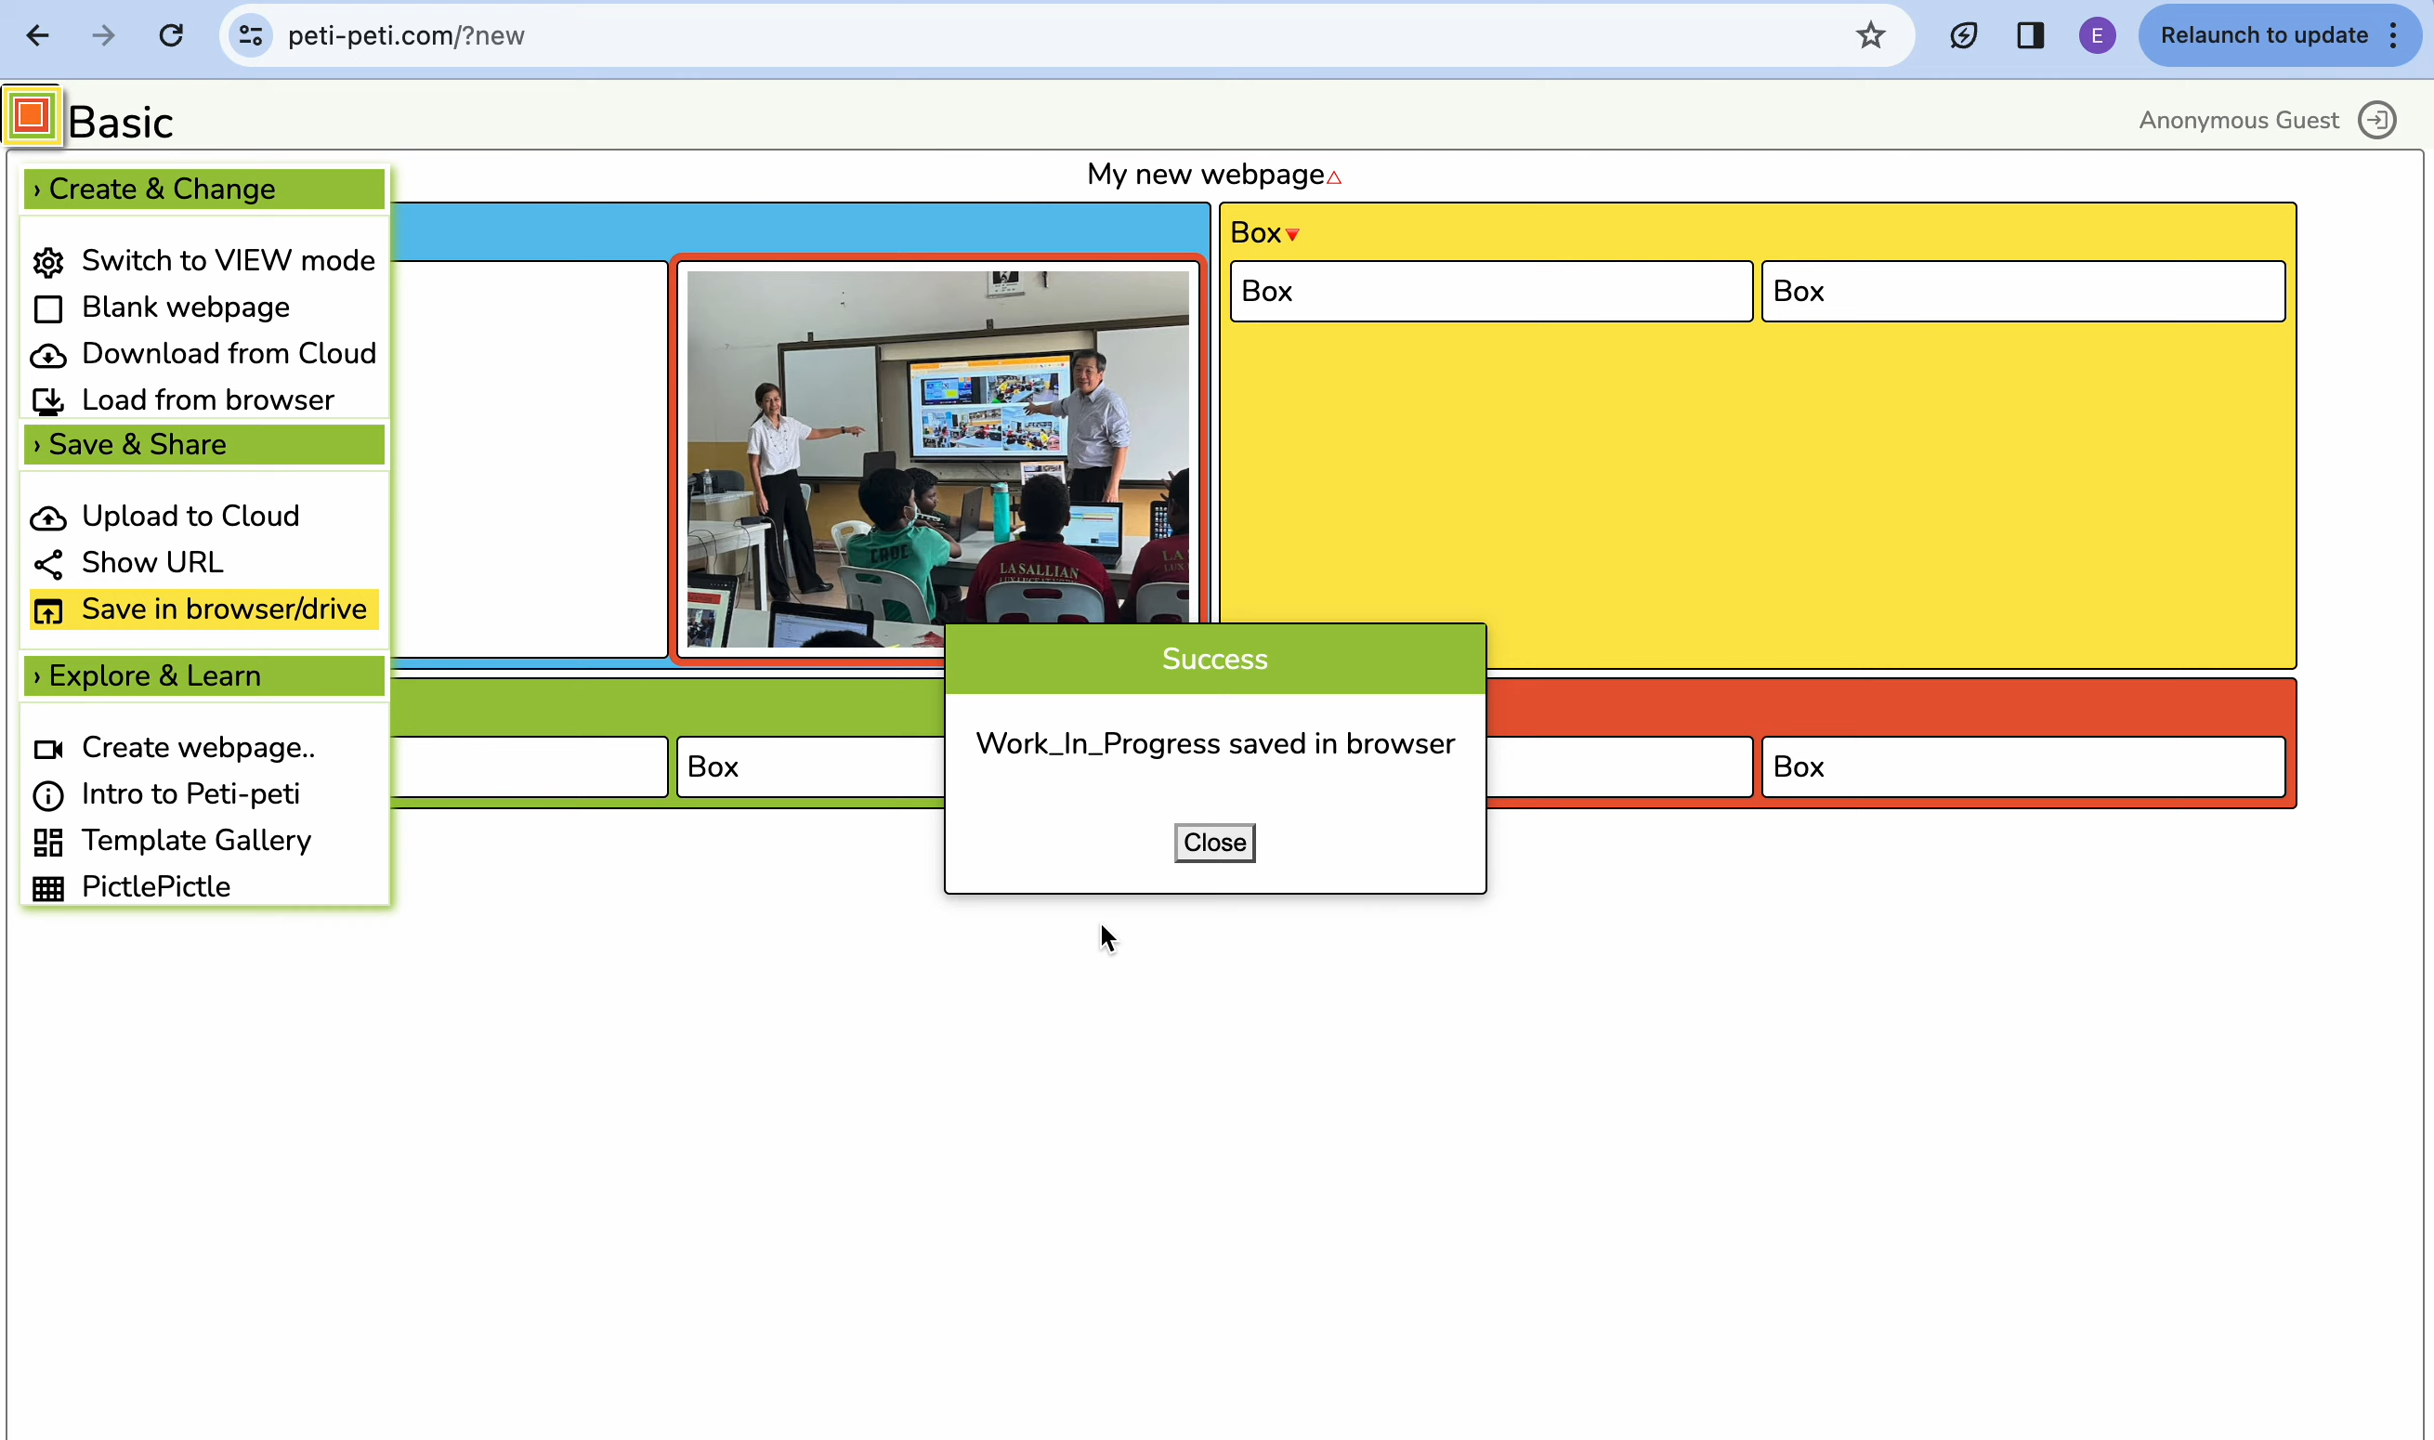 peti-peti.com/?new
E
Relaunch to update
Basic
Anonymous Guest
My new webpage
› Create & Change
Switch to VIEW mode
Blank webpage
Download from Cloud
Load from browser
› Save & Share
Upload to Cloud
Show URL
Save in browser/drive
› Explore & Learn
Create webpage..
Intro to Peti-peti
Template Gallery
PictlePictle
CRDC
LASALLIAN
LA
Box
Box
Box
Box
Box
Success
Work_In_Progress saved in browser
Close